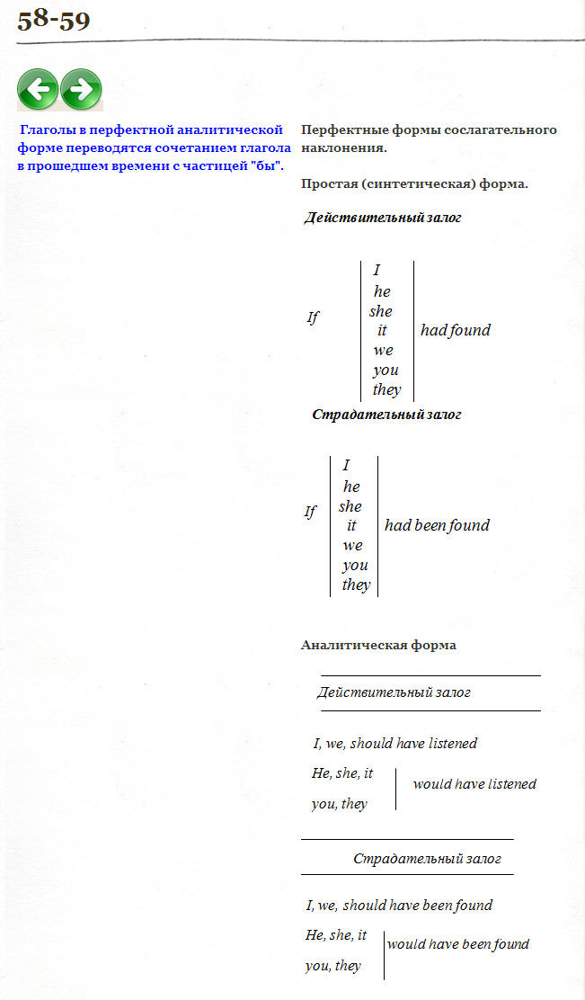 58-59
Глаголы в перфектной аналитической
форме переводятся сочетанием глагола
в прошедшем времени с частицей "бы".
Перфектные формы сослагательного
наклонения.
Простая (синтетическая) форма.
Действительный залог
I
he
she
If
it
had found
we
you
they
Страдательный залог
I
he
she
If
it
had been found
we
you
they
Аналитическая форма
Действительный залог
I, we, should have listened
He, she, it
would have listened
you, they
Страдательный залог
I, we, should have been found
He, she, it
would have been found
you, they